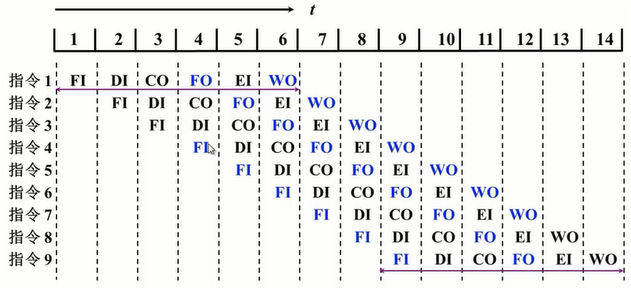 t
1 2 3 4 5 6 7 8 9 10 11 12 13 14
指令 1 FI DI CO FO EI WO
指令 2 FI DI CO FO EI WO
指令 3 FI DI CO FO EI WO
指令 4 FI DI CO FO EI WO
指令 5 FI DI CO FO EI WO
指令 6 FI DI CO FO EI WO
指令 7 FI DI CO FO EI WO
指令 8 FI DI CO FO EI WO
指令 9 FI DI CO FO EI WO